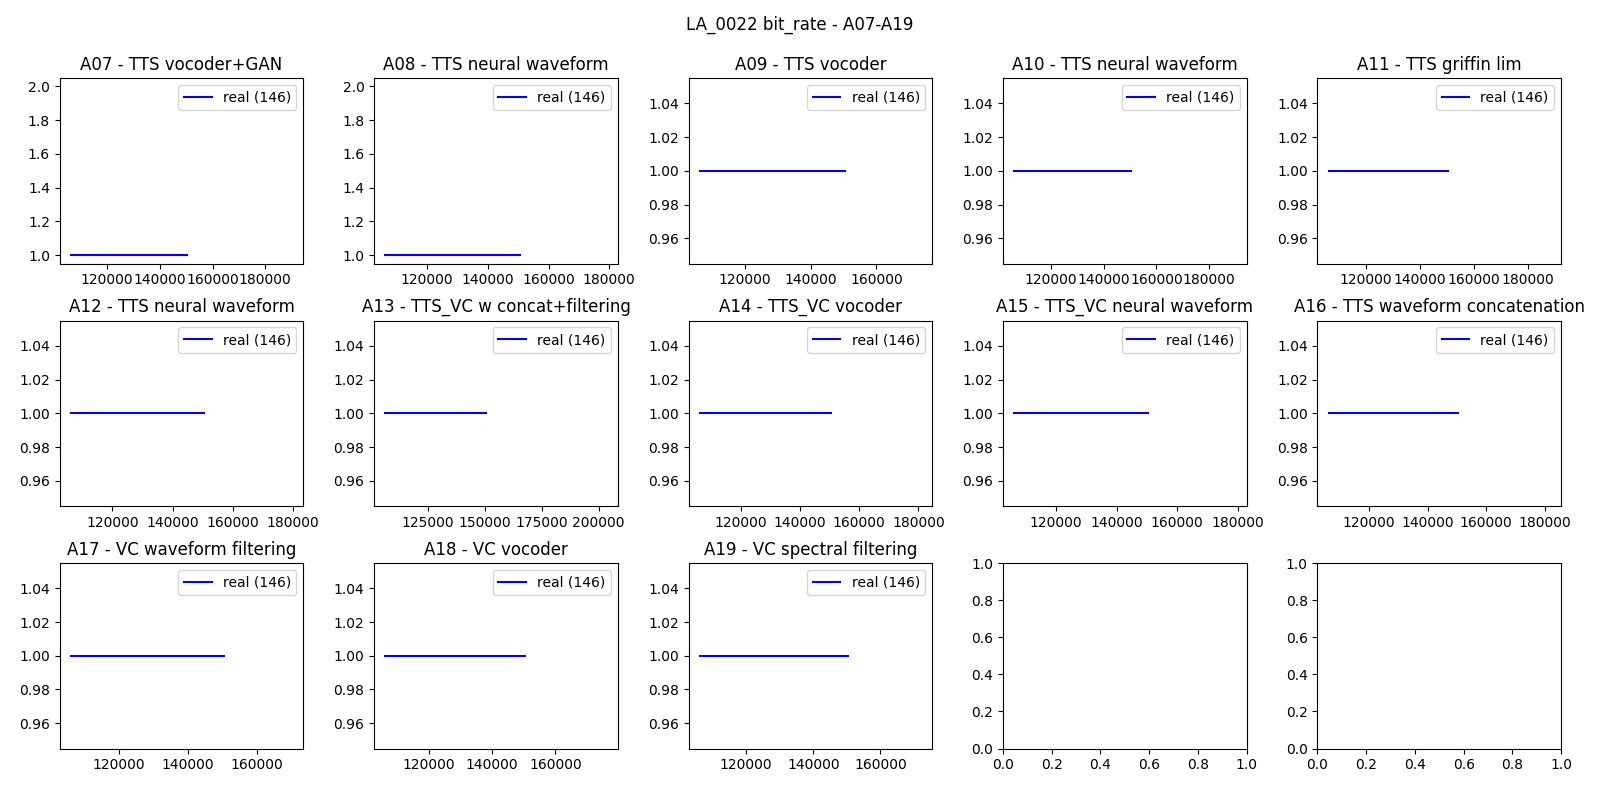 LA_0022 bit_rate - A07-A19
A07 - TTS vocoder+GAN
real (146)
2.0
1.8
1.6
1.4
1.2
1.0
120000 140000 160000 180000
A08 - TTS neural waveform
real (146)
2.0
1.8
1.6
1.4
1.2
1.0
120000 140000 160000 180000
A09 - TTS vocoder
real (146)
1.04
1.02
1.00
0.98
0.96
120000 140000 160000
A10 - TTS neural waveform
real (146)
1.04
1.02
1.00
0.98
0.96
120000 140000 160000 180000
A11 - TTS griffin lim
real (146)
1.04
1.02
1.00
0.98
0.96
120000 140000 160000 180000
A12 - TTS neural waveform
real (146)
1.04
1.02
1.00
0.98
0.96
120000 140000 160000 180000
A13 - TTS_VC w concat+filtering
real (146)
1.04
1.02
1.00
0.98
0.96
125000 150000 175000 200000
A14 - TTS_VC vocoder
real (146)
1.04
1.02
1.00
0.98
0.96
120000 140000 160000 180000
A15 - TTS_VC neural waveform
real (146)
1.04
1.02
1.00
0.98
0.96
120000 140000 160000 180000
A16 - TTS waveform concatenation
real (146)
1.04
1.02
1.00
0.98
0.96
120000 140000 160000 180000
A17 - VC waveform filtering
real (146)
1.04
1.02
1.00
0.98
0.96
120000 140000 160000
A18 - VC vocoder
real (146)
1.04
1.02
1.00
0.98
0.96
120000 140000 160000
A19 - VC spectral filtering
real (146)
1.04
1.02
1.00
0.98
0.96
120000 140000 160000
1.0
0.8
0.6
0.4
0.2
0.0
0.0 0.2 0.4 0.6 0.8 1.0
1.0
0.8
0.6
0.4
0.2
0.0
0.0 0.2 0.4 0.6 0.8 1.0